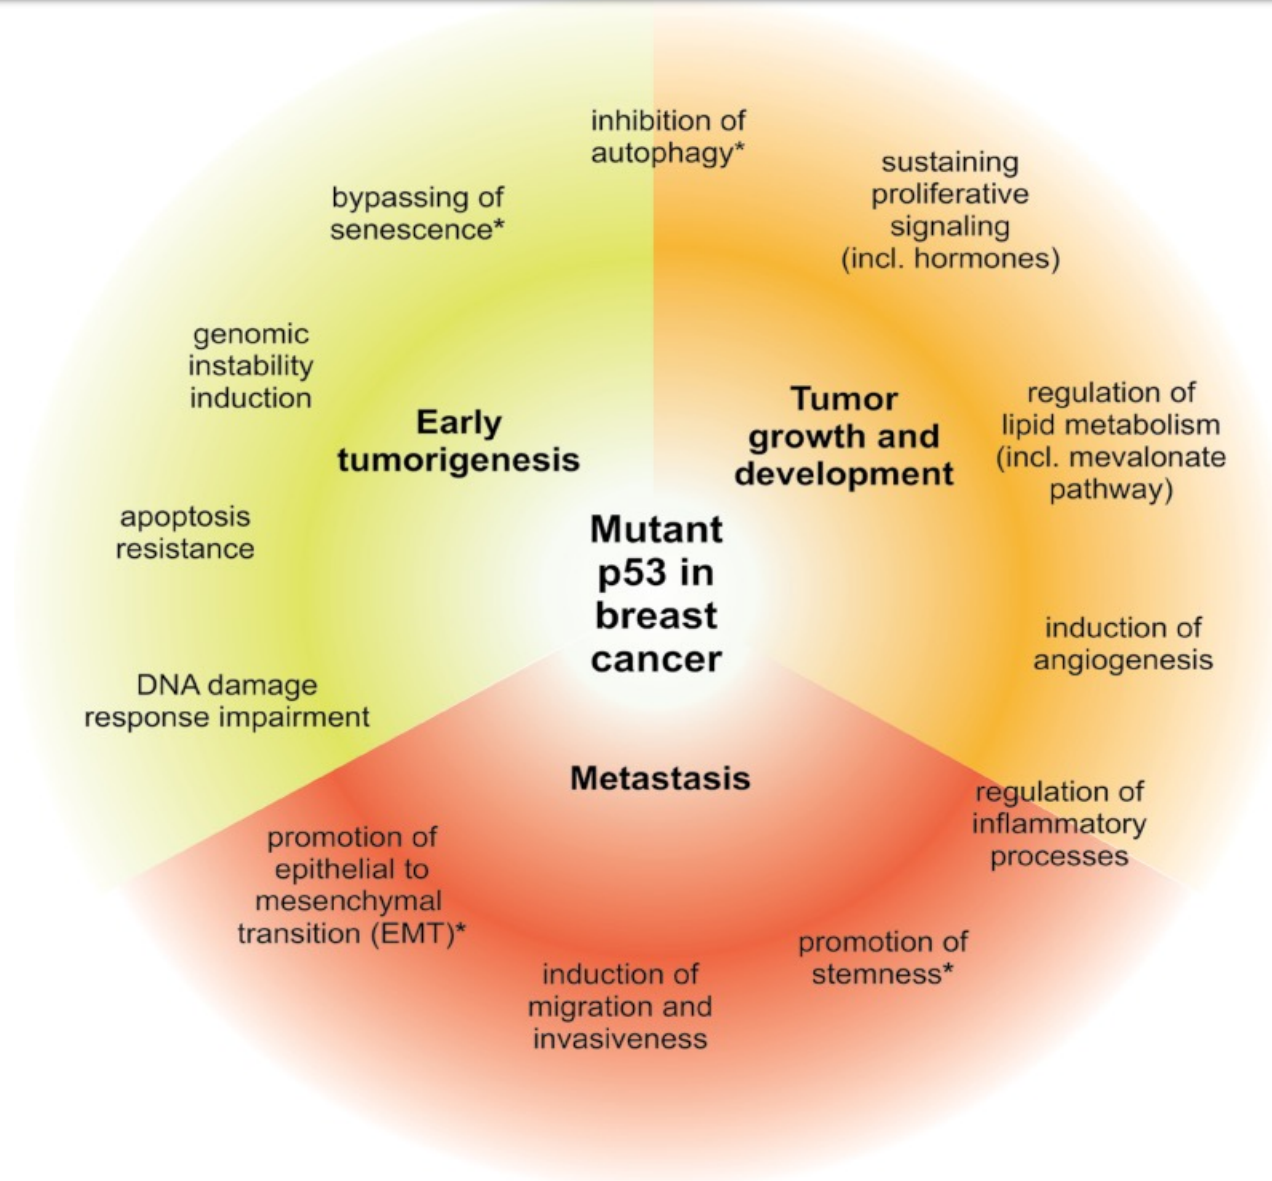 inhibition of
autophagy*
sustaining
proliferative
signaling
(incl. hormones)
bypassing of
senescence*
genomic
instability
induction
Early
tumorigenesis
Tumor
growth and
development
regulation of
lipid metabolism
(incl. mevalonate
pathway)
apoptosis
resistance
Mutant
p53 in
breast
cancer
induction of
angiogenesis
DNA damage
response impairment
Metastasis
regulation of
inflammatory
processes
promotion of
epithelial to
mesenchymal
transition (EMT)*
promotion of
stemness*
induction of
migration and
invasiveness